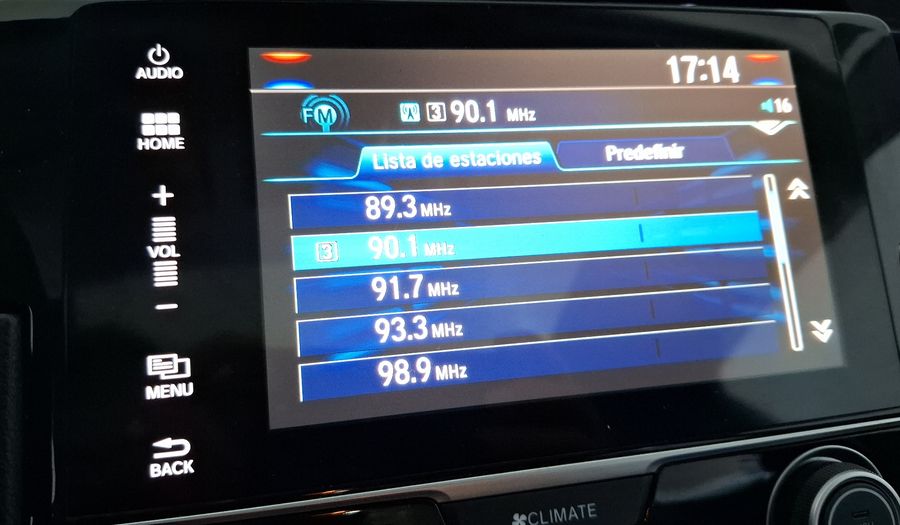 AUDIO
HOME
VOL
MENU
BACK
17:14
FM 3 90.1 MHz 16
Lista de estaciones Predefinir
89.3 MHz
3 90.1 MHz
91.7 MHz
93.3 MHz
98.9 MHz
CLIMATE